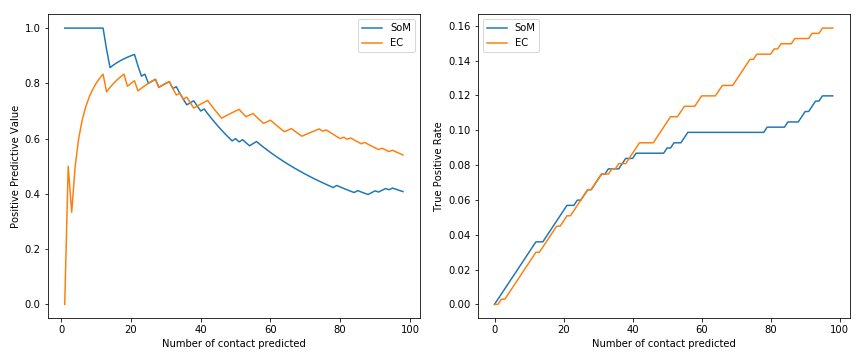 Positive Predictive Value
1.0
0.8
0.6
0.4
0.2
0.0
SoM
EC
0 20 40 60 80 100
Number of contact predicted
True Positive Rate
0.16
0.14
0.12
0.10
0.08
0.06
0.04
0.02
0.00
SoM
EC
0 20 40 60 80 100
Number of contact predicted